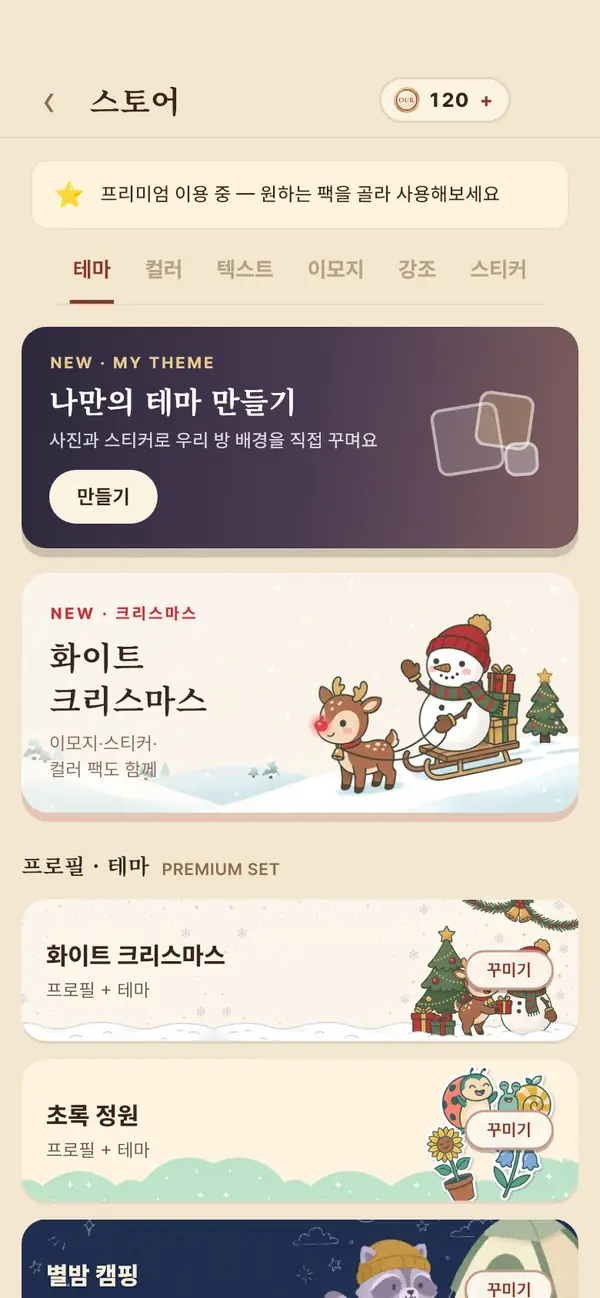 스토어
OUR
120 +
프리미엄 이용 중 — 원하는 팩을 골라 사용해보세요
테마 컬러 텍스트 이모지 강조 스티커
NEW · MY THEME
나만의 테마 만들기
사진과 스티커로 우리 방 배경을 직접 꾸며요
만들기
NEW · 크리스마스
화이트
크리스마스
이모지·스티커·
컬러 팩도 함께
프로필 · 테마 PREMIUM SET
화이트 크리스마스
프로필 + 테마
꾸미기
초록 정원
프로필 + 테마
꾸미기
별밤 캠핑
꾸미기